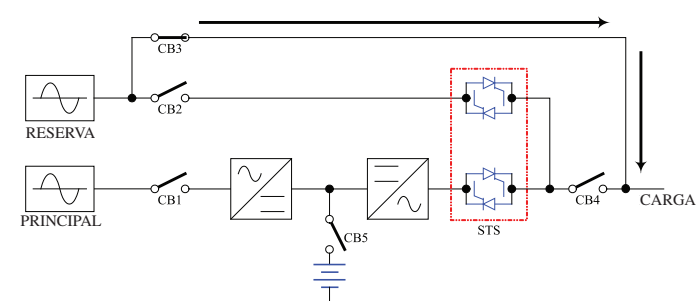 CB3
CB2
RESERVA
CB1
PRINCIPAL
CB5
STS
CB4
CARGA